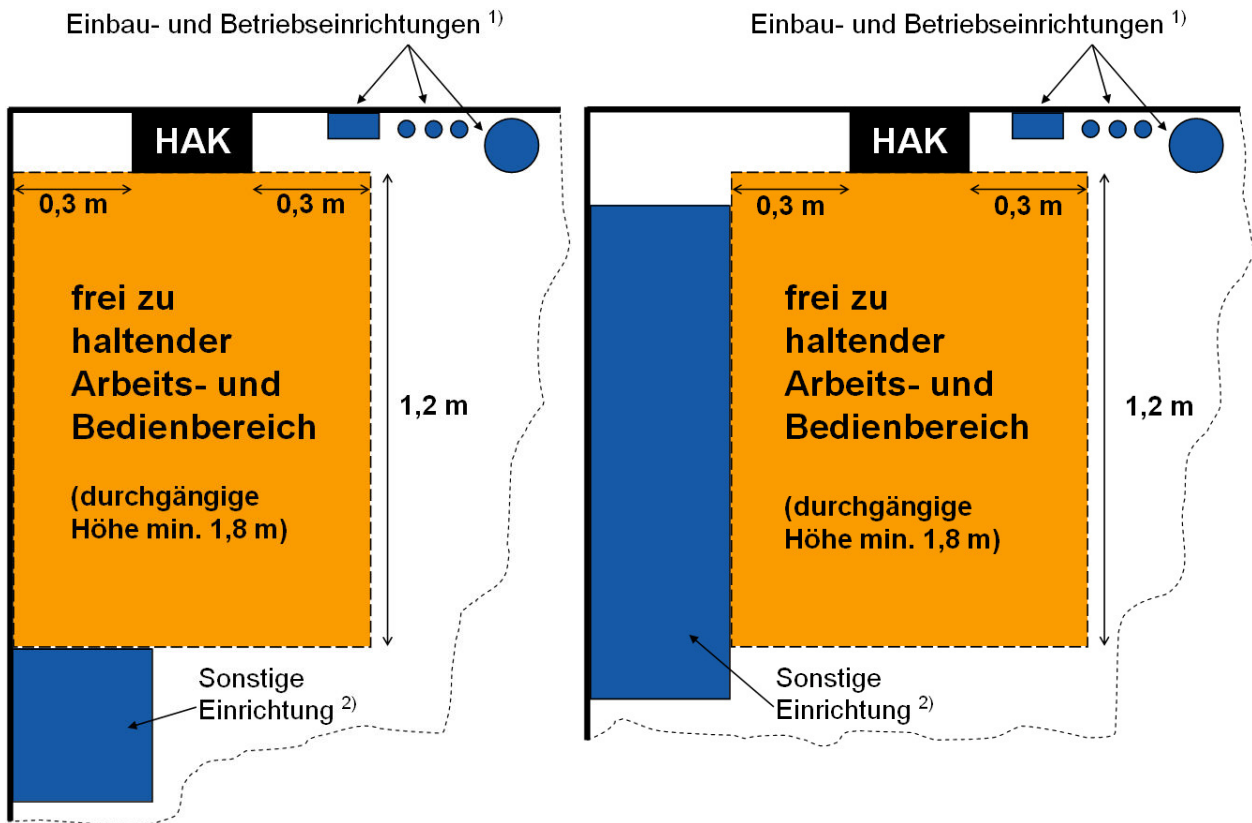 Einbau- und Betriebseinrichtungen 1)
HAK
0,3 m
0,3 m
frei zu
haltender
Arbeits- und
Bedienbereich
(durchgängige
Höhe min. 1,8 m)
1,2 m
Sonstige
Einrichtung 2)
Einbau- und Betriebseinrichtungen 1)
HAK
0,3 m
0,3 m
frei zu
haltender
Arbeits- und
Bedienbereich
(durchgängige
Höhe min. 1,8 m)
1,2 m
Sonstige
Einrichtung 2)